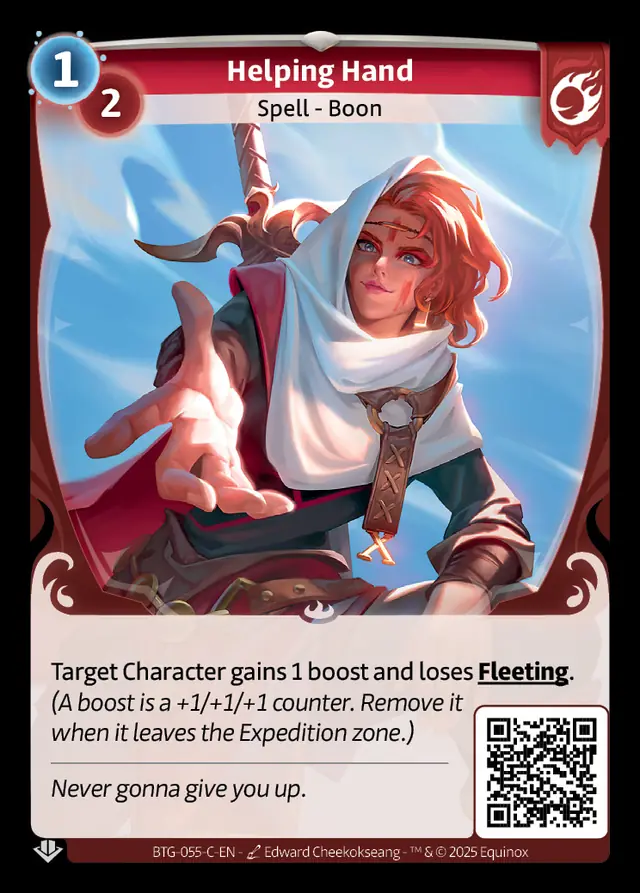 1
Helping Hand
2
Spell - Boon
Target Character gains 1 boost and loses Fleeting.
(A boost is a +1/+1/+1 counter. Remove it
when it leaves the Expedition zone.)
Never gonna give you up.
BTG-055-C-EN - Edward Cheekokseang - ™ & © 2025 Equinox